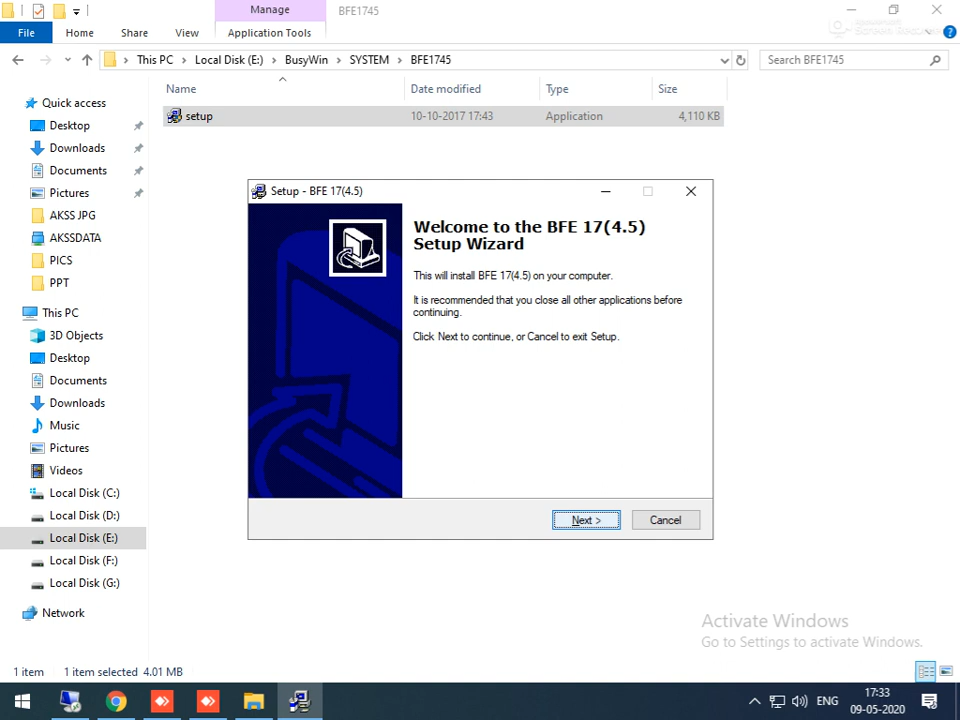 Manage
BFE1745
File
Home
Share
View
Application Tools
This PC
Local Disk (E:)
BusyWin
SYSTEM
BFE1745
Search BFE1745
Name
Date modified
Type
Size
setup
10-10-2017 17:43
Application
4,110 KB
Quick access
Desktop
Downloads
Documents
Pictures
AKSS JPG
AKSSDATA
PICS
PPT
This PC
3D Objects
Desktop
Documents
Downloads
Music
Pictures
Videos
Local Disk (C:)
Local Disk (D:)
Local Disk (E:)
Local Disk (F:)
Local Disk (G:)
Network
Setup - BFE 17(4.5)
Welcome to the BFE 17(4.5)
Setup Wizard
This will install BFE 17(4.5) on your computer.
It is recommended that you close all other applications before
continuing.
Click Next to continue, or Cancel to exit Setup.
Next >
Cancel
Activate Windows
Go to Settings to activate Windows.
1 item
1 item selected 4.01 MB
ENG
17:33
09-05-2020